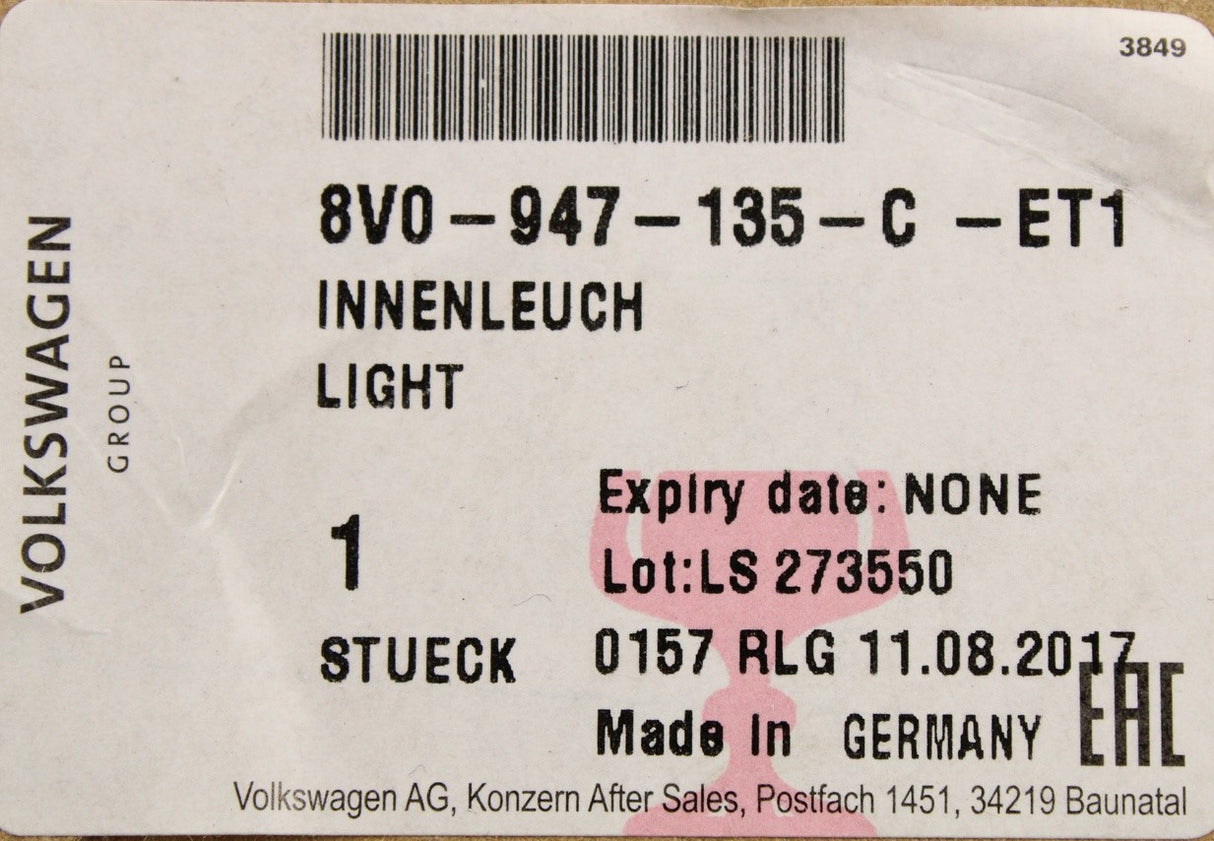 3849
8V0-947-135-C -ET1
INNENLEUCH
LIGHT
VOLKSWAGEN
GROUP
1
STUECK
Expiry date: NONE
Lot:LS 273550
0157 RLG 11.08.2017
Made in GERMANY
EAC
Volkswagen AG, Konzern After Sales, Postfach 1451, 34219 Baunatal